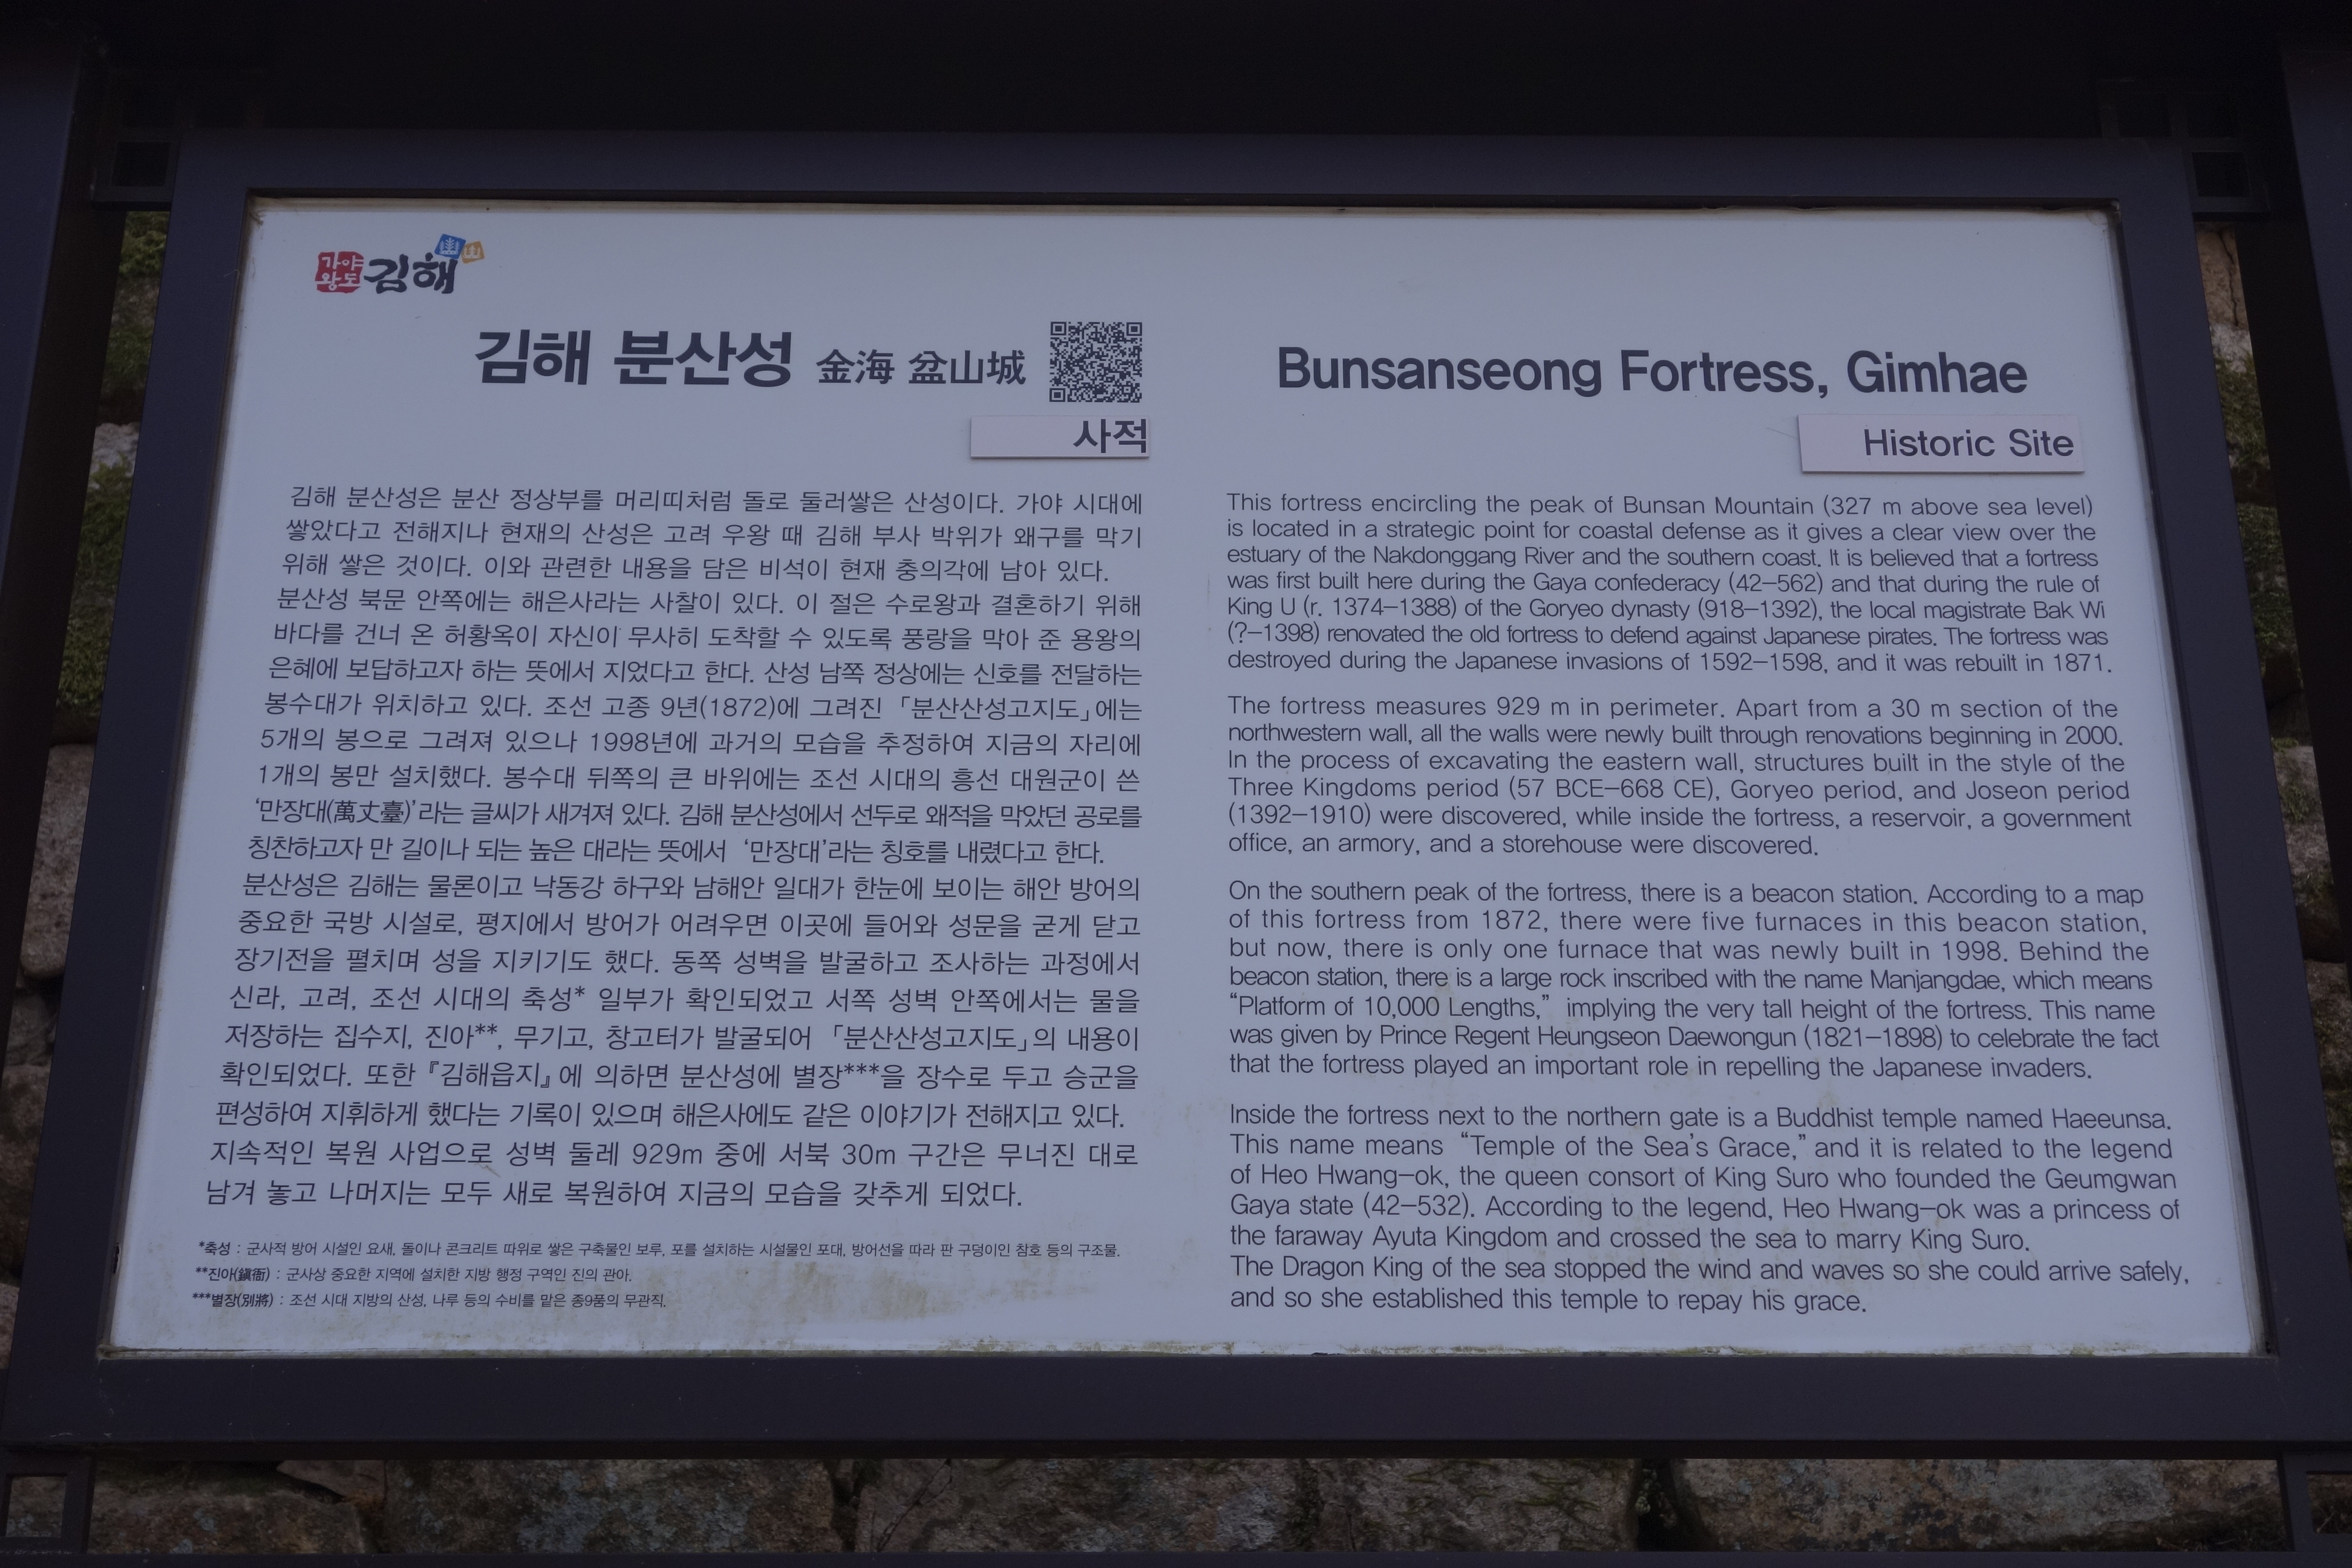 가야
왕도
김해
김해 분산성 金海 盆山城
사적
김해 분산성은 분산 정상부를 머리띠처럼 돌로 둘러쌓은 산성이다. 가야 시대에
쌓았다고 전해지나 현재의 산성은 고려 우왕 때 김해 부사 박위가 왜구를 막기
위해 쌓은 것이다. 이와 관련한 내용을 담은 비석이 현재 충의각에 남아 있다.
분산성 북문 안쪽에는 해은사라는 사찰이 있다. 이 절은 수로왕과 결혼하기 위해
바다를 건너 온 허황옥이 자신이 무사히 도착할 수 있도록 풍랑을 막아 준 용왕의
은혜에 보답하고자 하는 뜻에서 지었다고 한다. 산성 남쪽 정상에는 신호를 전달하는
봉수대가 위치하고 있다. 조선 고종 9년(1872)에 그려진 「분산산성고지도」에는
5개의 봉으로 그려져 있으나 1998년에 과거의 모습을 추정하여 지금의 자리에
1개의 봉만 설치했다. 봉수대 뒤쪽의 큰 바위에는 조선 시대의 흥선 대원군이 쓴
‘만장대(萬丈臺)’라는 글씨가 새겨져 있다. 김해 분산성에서 선두로 왜적을 막았던 공로를
칭찬하고자 만 길이나 되는 높은 대라는 뜻에서 ‘만장대’라는 칭호를 내렸다고 한다.
분산성은 김해는 물론이고 낙동강 하구와 남해안 일대가 한눈에 보이는 해안 방어의
중요한 국방 시설로, 평지에서 방어가 어려우면 이곳에 들어와 성문을 굳게 닫고
장기전을 펼치며 성을 지키기도 했다. 동쪽 성벽을 발굴하고 조사하는 과정에서
신라, 고려, 조선 시대의 축성* 일부가 확인되었고 서쪽 성벽 안쪽에서는 물을
저장하는 집수지, 진아**, 무기고, 창고터가 발굴되어 「분산산성고지도」의 내용이
확인되었다. 또한 『김해읍지』에 의하면 분산성에 별장***을 장수로 두고 승군을
편성하여 지휘하게 했다는 기록이 있으며 해은사에도 같은 이야기가 전해지고 있다.
지속적인 복원 사업으로 성벽 둘레 929m 중에 서북 30m 구간은 무너진 대로
남겨 놓고 나머지는 모두 새로 복원하여 지금의 모습을 갖추게 되었다.
*축성 : 군사적 방어 시설인 요새, 돌이나 콘크리트 따위로 쌓은 구축물인 보루, 포를 설치하는 시설물인 포대, 방어선을 따라 판 구덩이인 참호 등의 구조물.
**진아(鎭衙) : 군사상 중요한 지역에 설치한 지방 행정 구역인 진의 관아.
***별장(別將) : 조선 시대 지방의 산성, 나루 등의 수비를 맡은 종9품의 무관직.
Bunsanseong Fortress, Gimhae
Historic Site
This fortress encircling the peak of Bunsan Mountain (327 m above sea level)
is located in a strategic point for coastal defense as it gives a clear view over the
estuary of the Nakdonggang River and the southern coast. It is believed that a fortress
was first built here during the Gaya confederacy (42–562) and that during the rule of
King U (r. 1374–1388) of the Goryeo dynasty (918–1392), the local magistrate Bak Wi
(?–1398) renovated the old fortress to defend against Japanese pirates. The fortress was
destroyed during the Japanese invasions of 1592–1598, and it was rebuilt in 1871.
The fortress measures 929 m in perimeter. Apart from a 30 m section of the
northwestern wall, all the walls were newly built through renovations beginning in 2000.
In the process of excavating the eastern wall, structures built in the style of the
Three Kingdoms period (57 BCE–668 CE), Goryeo period, and Joseon period
(1392–1910) were discovered, while inside the fortress, a reservoir, a government
office, an armory, and a storehouse were discovered.
On the southern peak of the fortress, there is a beacon station. According to a map
of this fortress from 1872, there were five furnaces in this beacon station,
but now, there is only one furnace that was newly built in 1998. Behind the
beacon station, there is a large rock inscribed with the name Manjangdae, which means
“Platform of 10,000 Lengths,” implying the very tall height of the fortress. This name
was given by Prince Regent Heungseon Daewongun (1821–1898) to celebrate the fact
that the fortress played an important role in repelling the Japanese invaders.
Inside the fortress next to the northern gate is a Buddhist temple named Haeeunsa.
This name means “Temple of the Sea’s Grace,” and it is related to the legend
of Heo Hwang–ok, the queen consort of King Suro who founded the Geumgwan
Gaya state (42–532). According to the legend, Heo Hwang–ok was a princess of
the faraway Ayuta Kingdom and crossed the sea to marry King Suro.
The Dragon King of the sea stopped the wind and waves so she could arrive safely,
and so she established this temple to repay his grace.